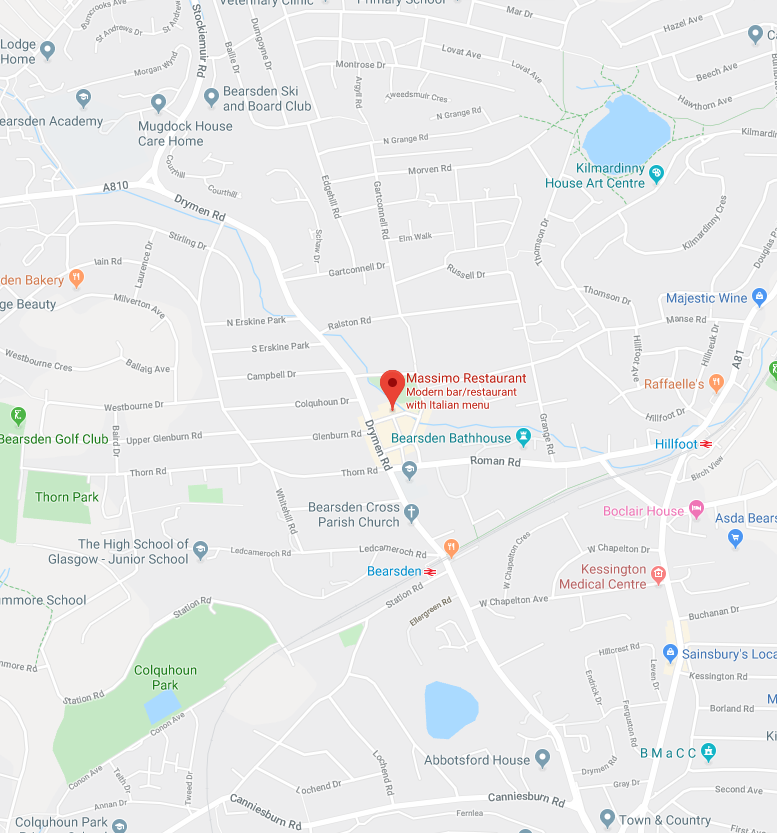 Veterinary Clinic
Primary School
Mar Dr
Burncrooks Ave
St Andrews Dr
Stockiemuir Rd
Baillie Dr
Dumgoyne Dr
Hazel Ave
Lodge
Home
Morgan Wynd
Montrose Dr
Lovat Ave
Lovat Ave
Beech Ave
Hawthorn Ave
Argyll Rd
Tweedsmuir Cres
Bearsden Ski
and Board Club
N Grange Rd
N Grange Rd
earsden Academy
Mugdock House
Care Home
Kilmardinny
House Art Centre
Morven Rd
Courthill
Courthill
A810
Drymen Rd
Edgehill Rd
Gartconnell Rd
Kilmardinny Cres
Stirling Dr
Schaw Dr
Elm Walk
Thomson Dr
Douglas Pa
Laurence Dr
Iain Rd
den Bakery
Gartconnell Dr
Russell Dr
Thomson Dr
Majestic Wine
ge Beauty
Milverton Ave
N Erskine Park
Ralston Rd
Manse Rd
Hillfoot Ave
Hillneuk Dr
A81
S Erskine Park
Westbourne Cres
Ballaig Ave
Campbell Dr
Massimo Restaurant
Modern bar/restaurant
with Italian menu
Raffaelle's
Westbourne Dr
Colquhoun Dr
Hillfoot Dr
Bearsden Golf Club
Baird Dr
Upper Glenburn Rd
Glenburn Rd
Drymen Rd
Bearsden Bathhouse
Grange Rd
Hillfoot
Thorn Rd
Thorn Rd
Roman Rd
Birch View
Thorn Park
Whitehill Rd
Bearsden Cross
Parish Church
Boclair House
Asda Bears
The High School of
Glasgow - Junior School
Ledcameroch Rd
Ledcameroch Rd
W Chapelton Cres
W Chapelton Dr
Bearsden
Kessington
Medical Centre
Station Rd
W Chapelton Ave
Ellergreen Rd
Station Rd
Buchanan Dr
Hillcrest Rd
Sainsbury's Loca
Colquhoun
Park
Endrick Dr
Leven Dr
Kessington Rd
Station Rd
Ferguson Rd
Borland Rd
Conon Ave
Abbotsford House
B M a C C
Lochend Rd
Conon Ave
Teith Dr
Tweed Dr
Drymen Rd
Gray Dr
Lochend Dr
Second Ave
Canniesburn Rd
Canniesburn Rd
Annan Dr
Femlea
Town & Country
Colquhoun Park